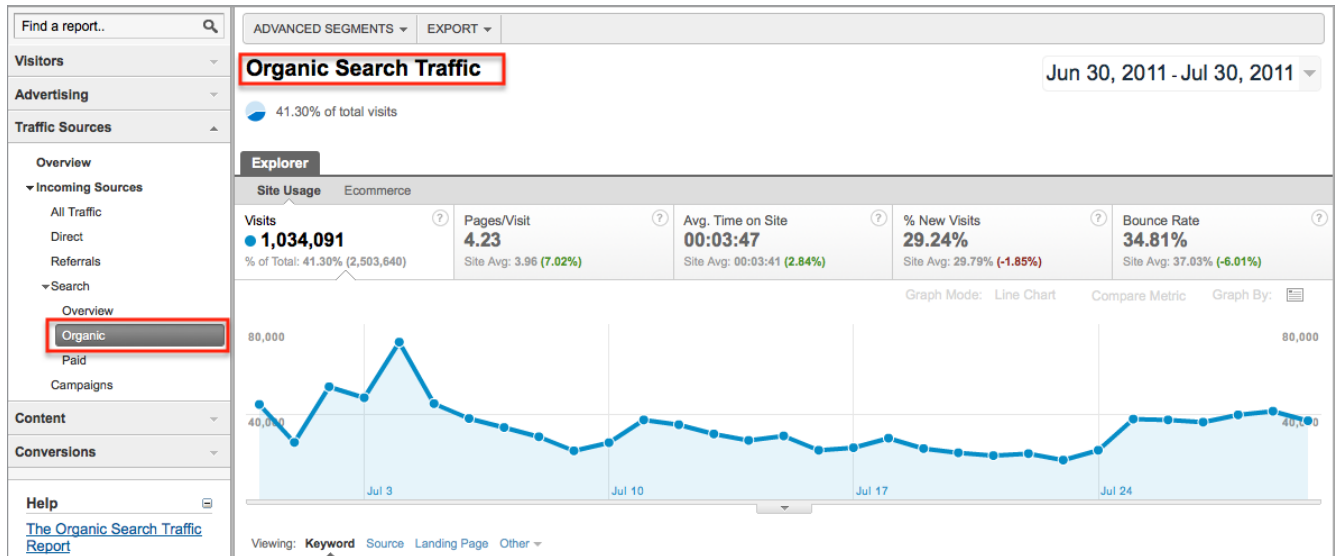 Find a report..
Visitors
Advertising
Traffic Sources
Overview
Incoming Sources
All Traffic
Direct
Referrals
Search
Overview
Organic
Paid
Campaigns
Content
Conversions
Help
The Organic Search Traffic
Report
ADVANCED SEGMENTS EXPORT
Organic Search Traffic
Jun 30, 2011 - Jul 30, 2011
41.30% of total visits
Explorer
Site Usage Ecommerce
Visits
1,034,091
% of Total: 41.30% (2,503,640)
Pages/Visit
4.23
Site Avg: 3.96 (7.02%)
Avg. Time on Site
00:03:47
Site Avg: 00:03:41 (2.84%)
% New Visits
29.24%
Site Avg: 29.79% (-1.85%)
Bounce Rate
34.81%
Site Avg: 37.03% (-6.01%)
Graph Mode: Line Chart Compare Metric Graph By:
80,000 80,000
40,000 40,000
Jul 3 Jul 10 Jul 17 Jul 24
Viewing: Keyword Source Landing Page Other